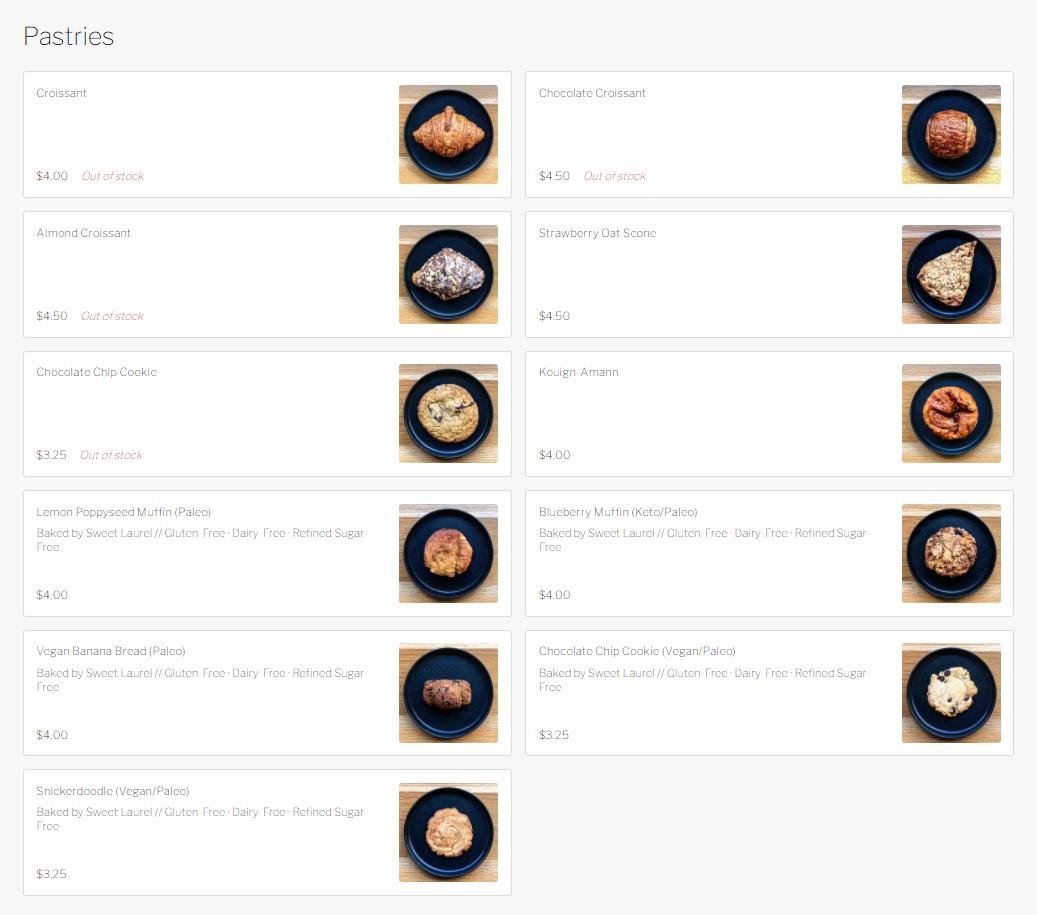 Pastries
Croissant
$4.00 Out of stock
Chocolate Croissant
$4.50 Out of stock
Almond Croissant
$4.50 Out of stock
Strawberry Oat Scone
$4.50
Chocolate Chip Cookie
$3.25 Out of stock
Kouign-Amann
$4.00
Lemon Poppyseed Muffin (Paleo)
Baked by Sweet Laurel // Gluten-Free · Dairy-Free · Refined Sugar-
Free
$4.00
Blueberry Muffin (Keto/Paleo)
Baked by Sweet Laurel // Gluten-Free · Dairy-Free · Refined Sugar-
Free
$4.00
Vegan Banana Bread (Paleo)
Baked by Sweet Laurel // Gluten-Free · Dairy-Free · Refined Sugar-
Free
$4.00
Chocolate Chip Cookie (Vegan/Paleo)
Baked by Sweet Laurel // Gluten-Free · Dairy-Free · Refined Sugar-
Free
$3.25
Snickerdoodle (Vegan/Paleo)
Baked by Sweet Laurel // Gluten-Free · Dairy-Free · Refined Sugar-
Free
$3.25